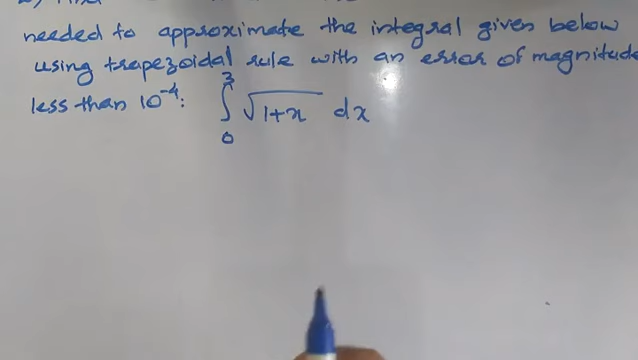 needed to approximate the integral given below
using trapezoidal rule with an error of magnitude
less than 10⁻⁴: ∫₀³ √(1+x) dx